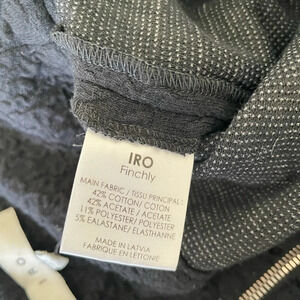 IRO
Finchly
MAIN FABRIC / TISSU PRINCIPAL:
42% COTTON/ COTON
42% ACETATE / ACETATE
11% POLYESTER/ POLYESTER
5% EALASTANE/ ELASTHANNE
MADE IN LATVIA
FABRIQUE EN LETTONIE